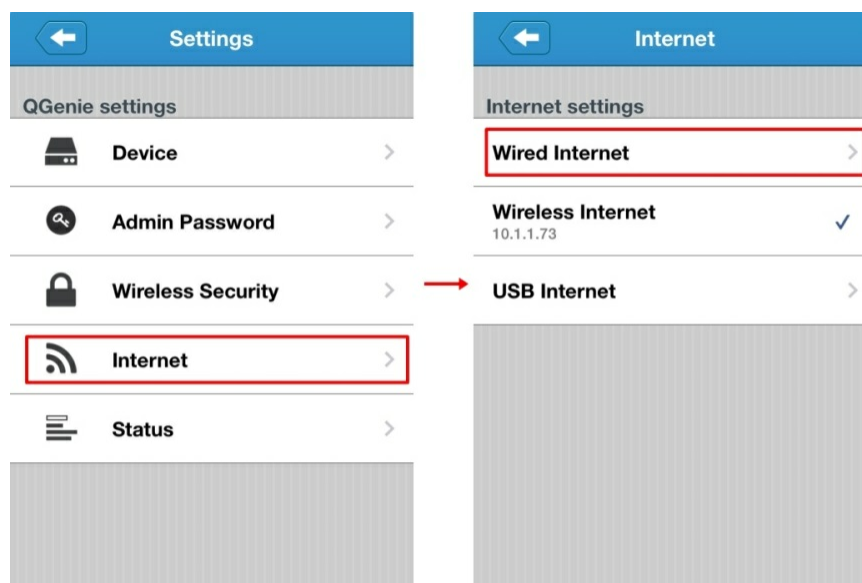 Settings
QGenie settings
Device
Admin Password
Wireless Security
Internet
Status
Internet
Internet settings
Wired Internet
Wireless Internet
10.1.1.73
USB Internet